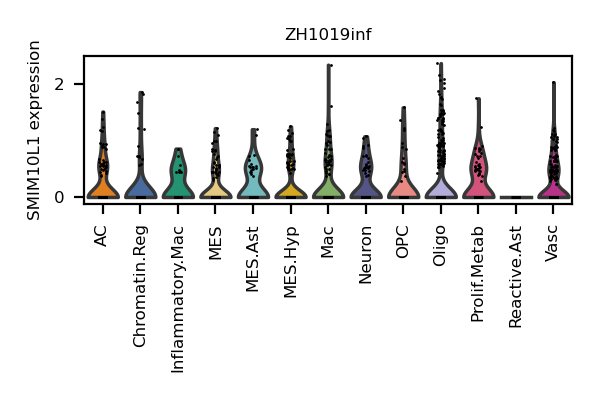 ZH1019inf
SMIM10L1 expression
2
0
AC
Chromatin.Reg
Inflammatory.Mac
MES
MES.Ast
MES.Hyp
Mac
Neuron
OPC
Oligo
Prolif.Metab
Reactive.Ast
Vasc